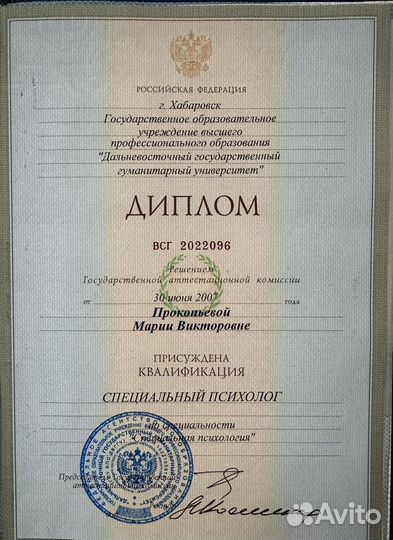 РОССИЙСКАЯ ФЕДЕРАЦИЯ
г. Хабаровск
Государственное образовательное
учреждение высшего
профессионального образования
"Дальневосточный государственный
гуманитарный университет"
ДИПЛОМ
ВСГ 2022096
Решением
Государственной аттестационной комиссии
от 30 июня 2007 года
Прокопьевой
Марии Викторовне
ПРИСУЖДЕНА
КВАЛИФИКАЦИЯ
СПЕЦИАЛЬНЫЙ ПСИХОЛОГ
по специальности
"Специальная психология"
Председатель
Avito